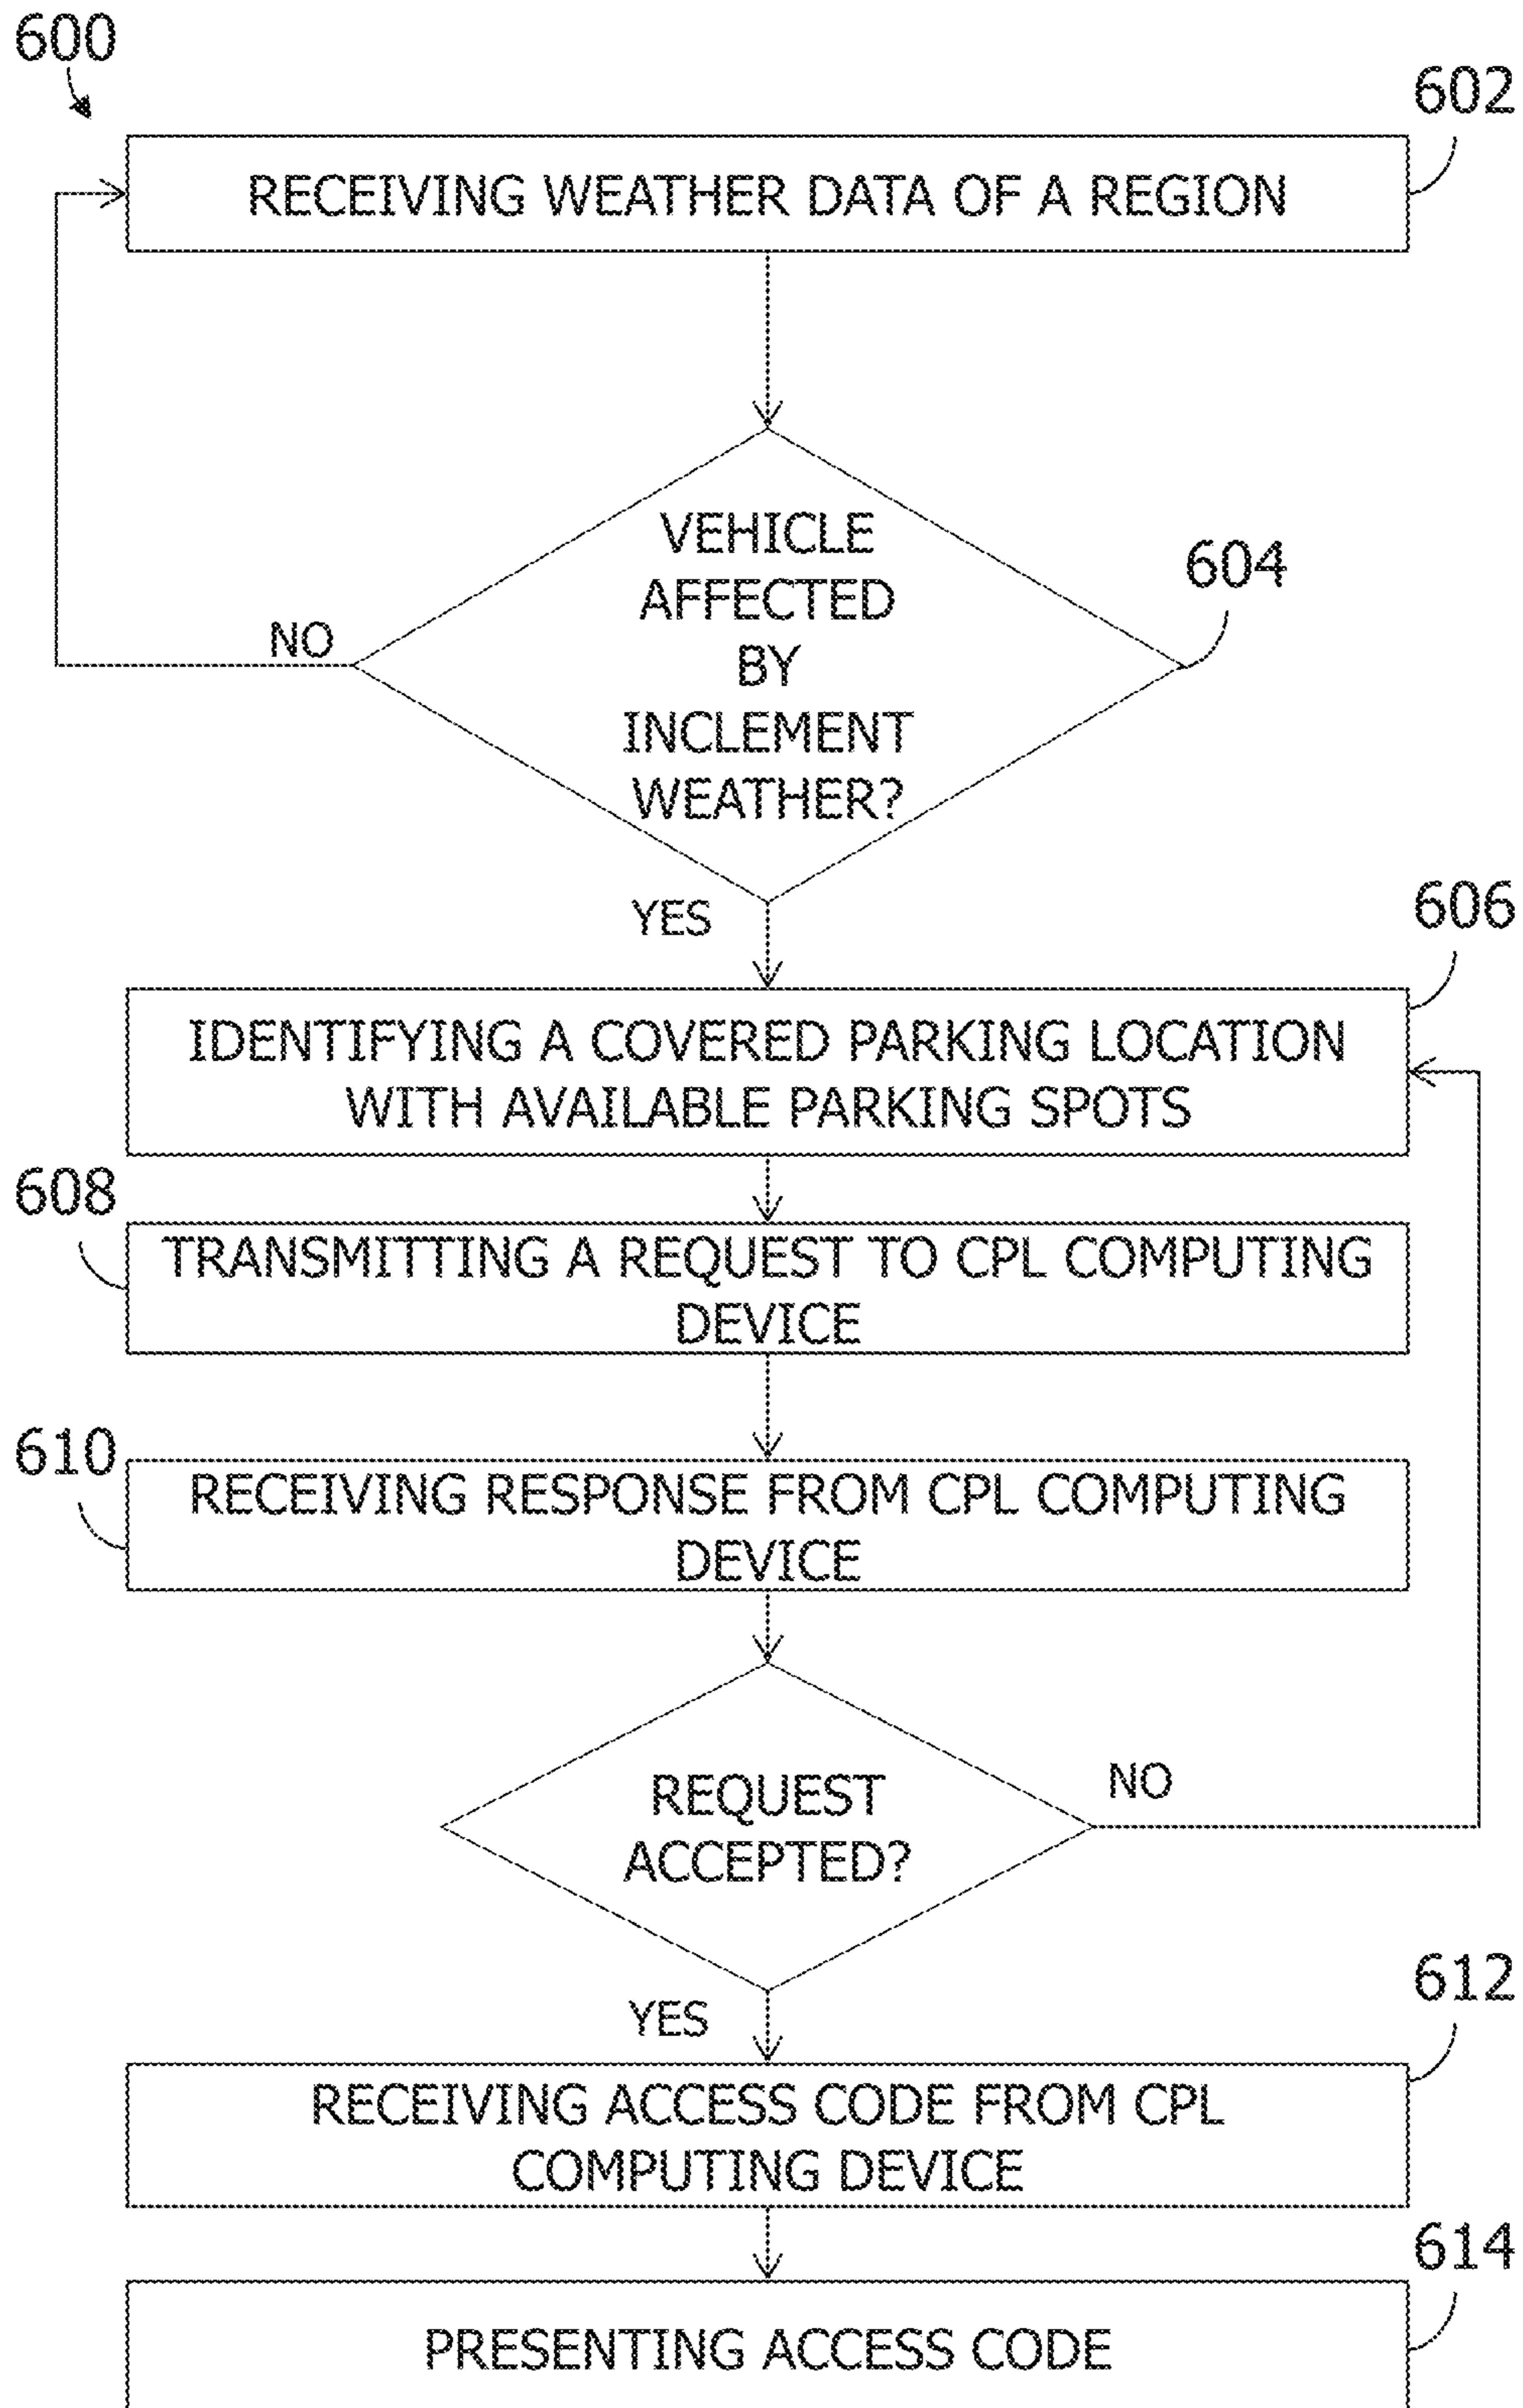 600
602
RECEIVING WEATHER DATA OF A REGION
VEHICLE
AFFECTED
BY
INCLEMENT
WEATHER?
604
NO
YES
606
IDENTIFYING A COVERED PARKING LOCATION
WITH AVAILABLE PARKING SPOTS
608
TRANSMITTING A REQUEST TO CPL COMPUTING
DEVICE
610
RECEIVING RESPONSE FROM CPL COMPUTING
DEVICE
REQUEST
ACCEPTED?
NO
YES
612
RECEIVING ACCESS CODE FROM CPL
COMPUTING DEVICE
614
PRESENTING ACCESS CODE